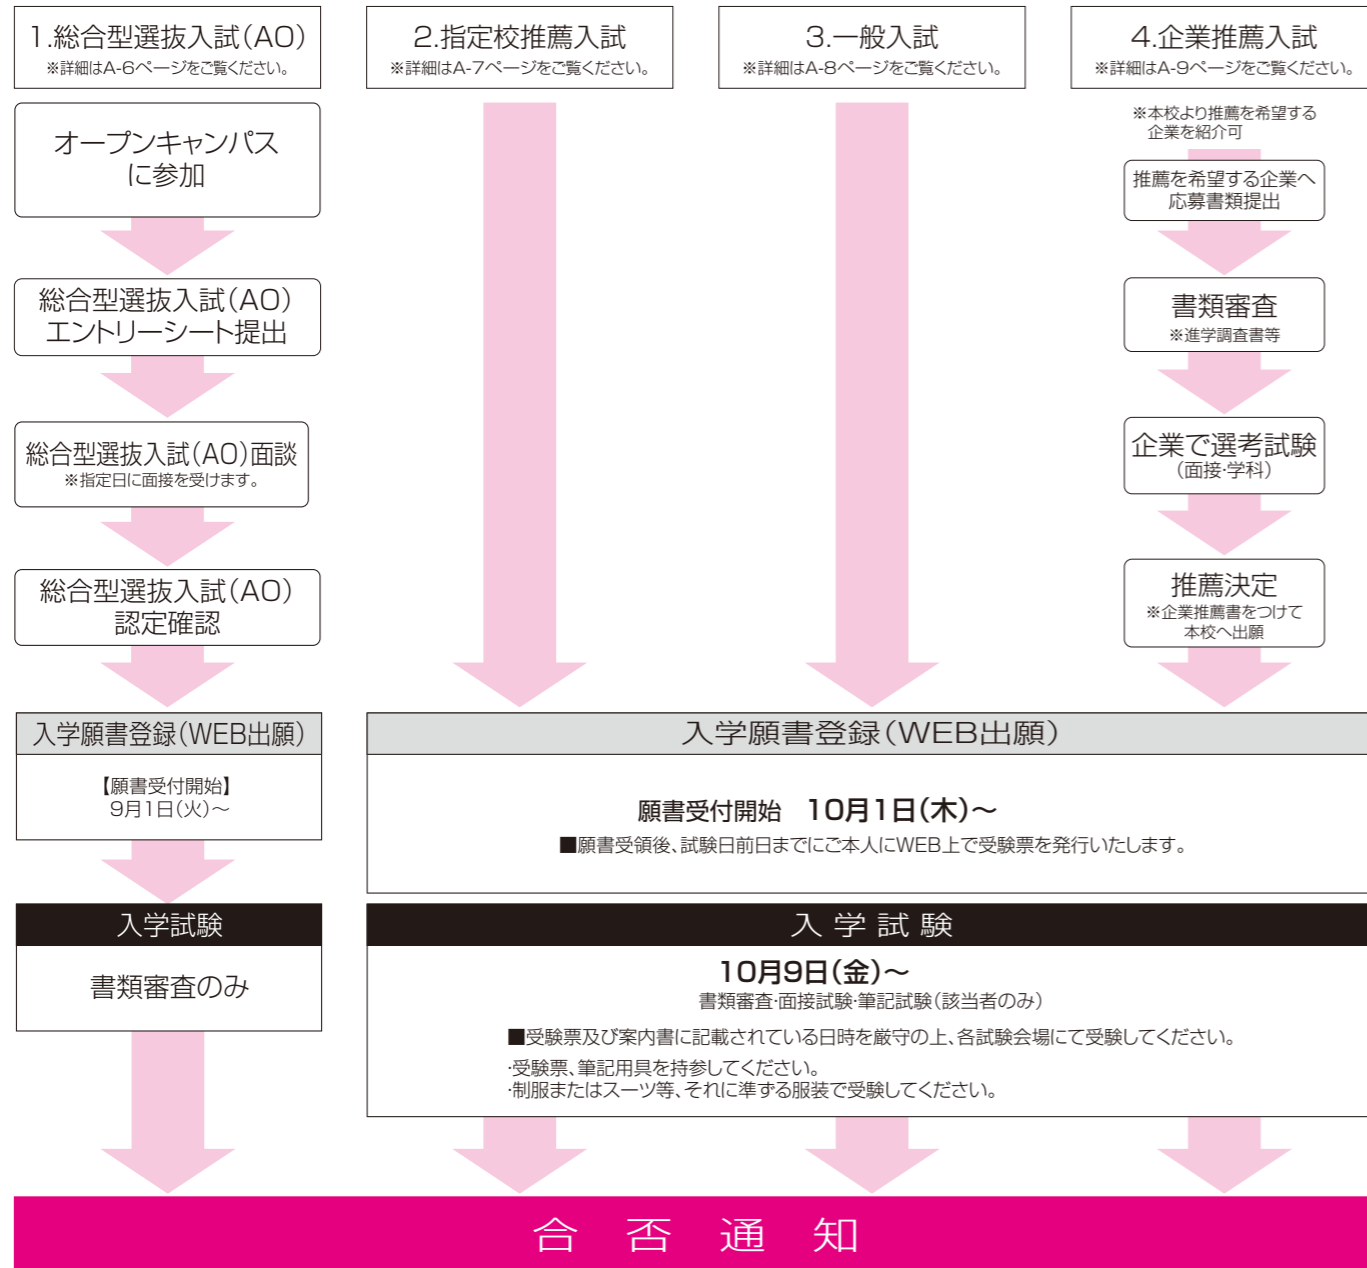 1.総合型選抜入試(AO)
※詳細はA-6ページをご覧ください。
2.指定校推薦入試
※詳細はA-7ページをご覧ください。
3.一般入試
※詳細はA-8ページをご覧ください。
4.企業推薦入試
※詳細はA-9ページをご覧ください。
オープンキャンパス
に参加
総合型選抜入試(AO)
エントリーシート提出
総合型選抜入試(AO)面談
※指定日に面接を受けます。
総合型選抜入試(AO)
認定確認
※本校より推薦を希望する
企業を紹介可
推薦を希望する企業へ
応募書類提出
書類審査
※進学調査書等
企業で選考試験
(面接・学科)
推薦決定
※企業推薦書をつけて
本校へ出願
入学願書登録(WEB出願)
【願書受付開始】
9月1日(火)〜
入学願書登録(WEB出願)
願書受付開始　10月1日(木)〜
■願書受領後、試験日前日までにご本人にWEB上で受験票を発行いたします。
入学試験
書類審査のみ
入学試験
10月9日(金)〜
書類審査・面接試験・筆記試験(該当者のみ)
■受験票及び案内書に記載されている日時を厳守の上、各試験会場にて受験してください。
・受験票、筆記用具を持参してください。
・制服またはスーツ等、それに準ずる服装で受験してください。
合否通知